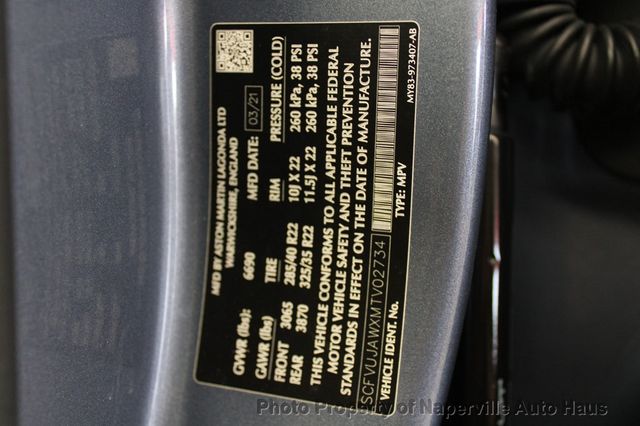 MFD BY ASTON MARTIN LAGONDA LTD
WARWICKSHIRE, ENGLAND
MFD DATE: 03/21
GVWR (lbs): 6690
GAWR (lbs) TIRE RIM PRESSURE (COLD)
FRONT 3065 285/40 R22 10J X 22 260 kPa, 38 PSI
REAR 3870 325/35 R22 11.5J X 22 260 kPa, 38 PSI
THIS VEHICLE CONFORMS TO ALL APPLICABLE FEDERAL
MOTOR VEHICLE SAFETY AND THEFT PREVENTION
STANDARDS IN EFFECT ON THE DATE OF MANUFACTURE.
SCFVUJAWXMTV02734
VEHICLE IDENT. No. TYPE: MPV
MY83-973407-AB
Photo Property of Naperville Auto Haus